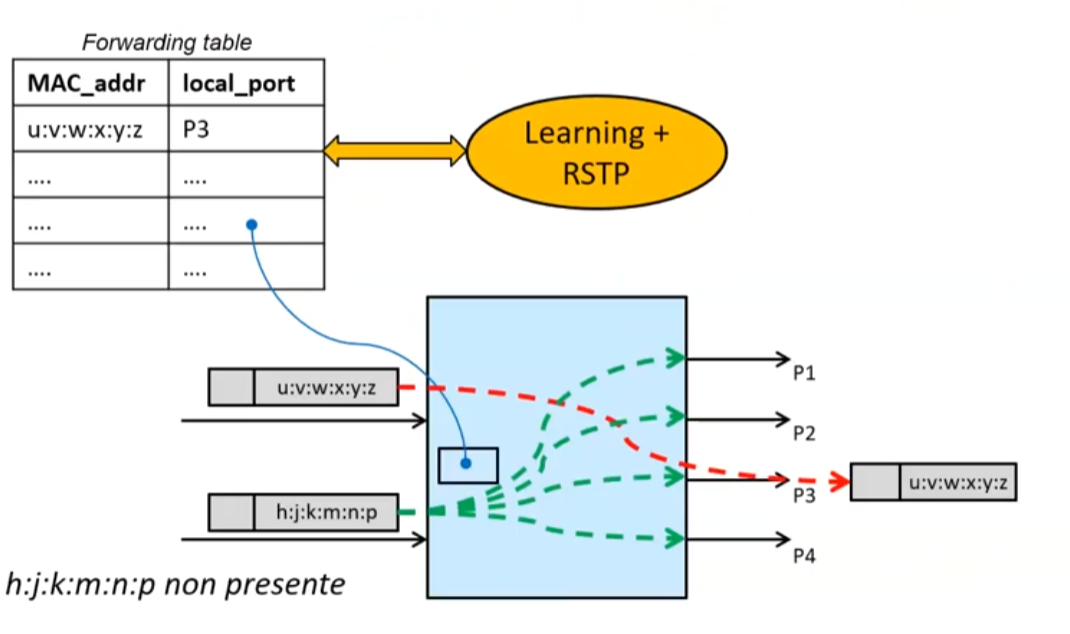 Forwarding table
MAC_addr local_port
u:v:w:x:y:z P3
.... ....
.... ....
.... ....
Learning +
RSTP
u:v:w:x:y:z
h:j:k:m:n:p
P1
P2
P3
P4
u:v:w:x:y:z
h:j:k:m:n:p non presente